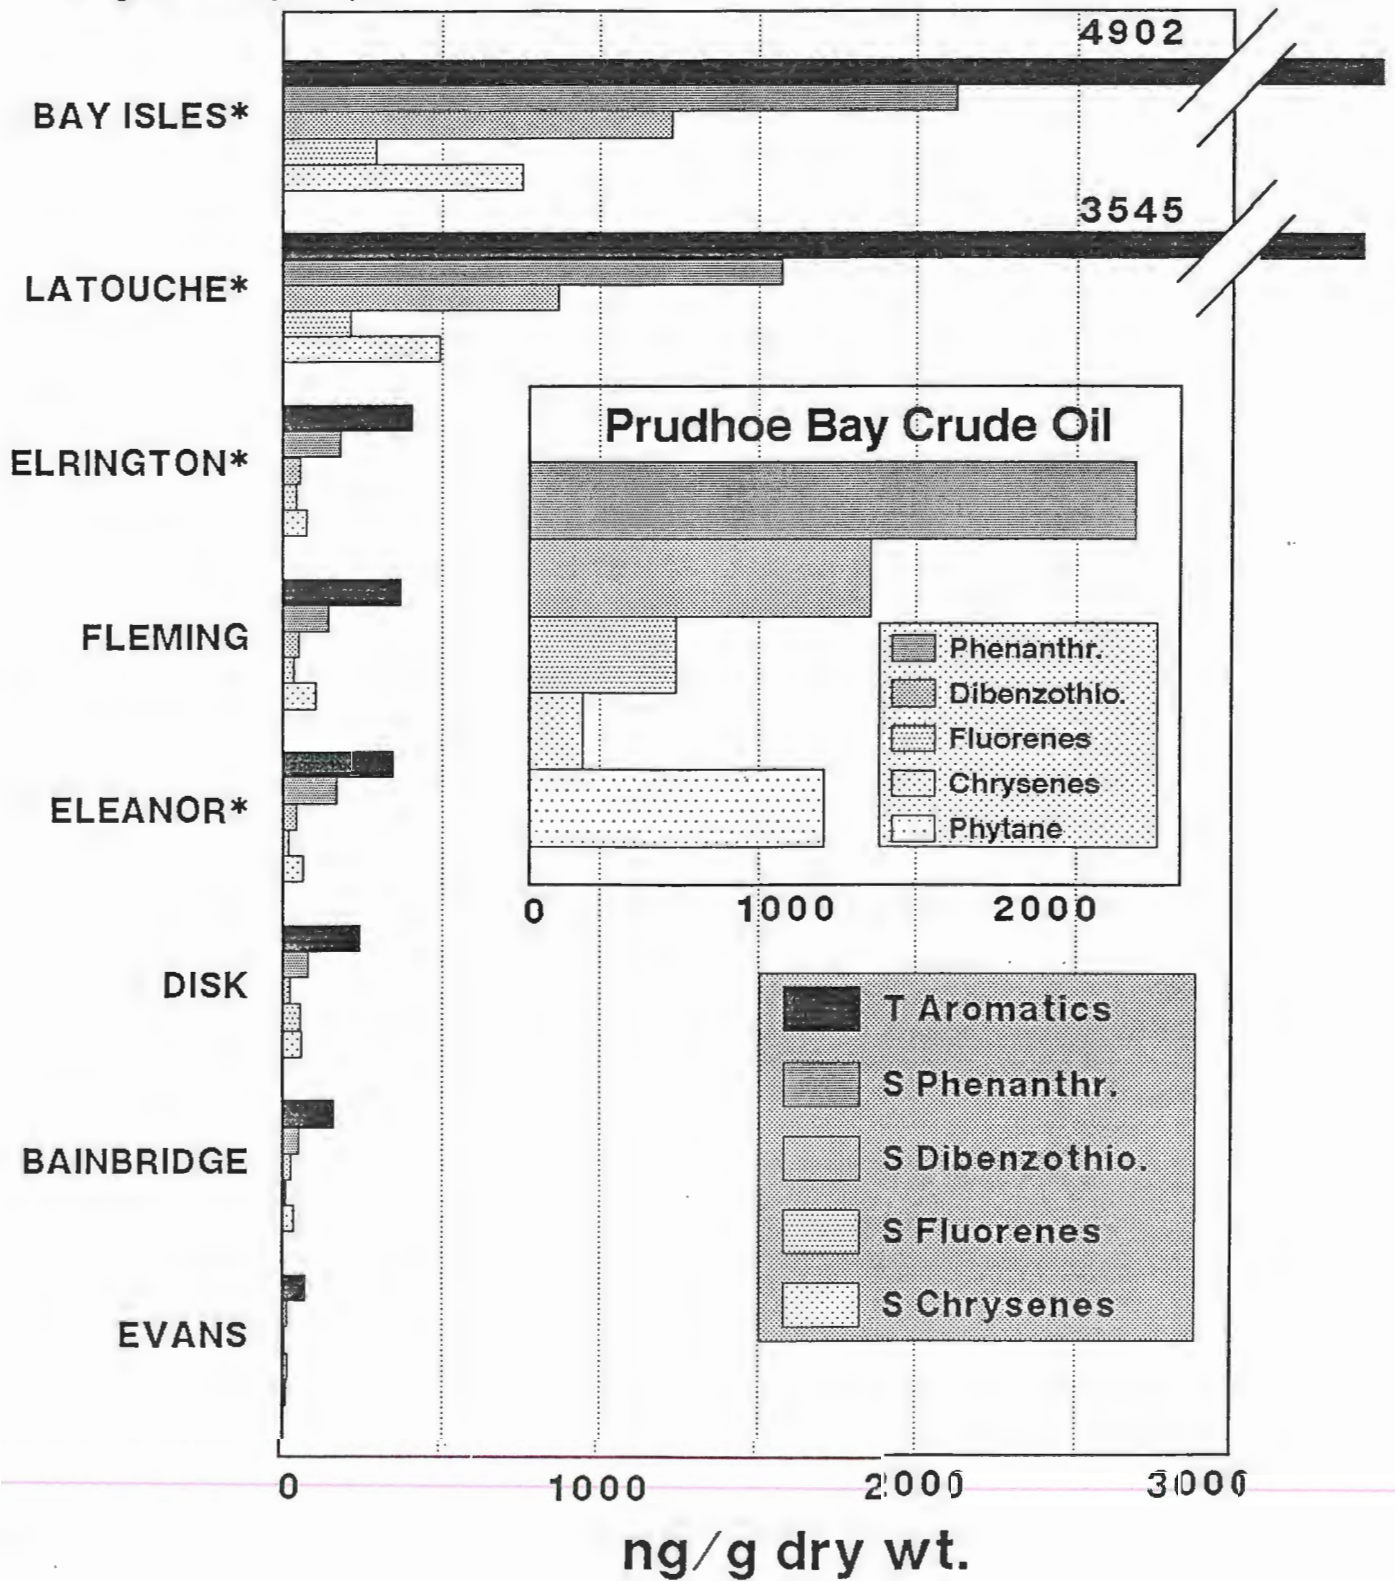 4902
BAY ISLES*
3545
LATOUCHE*
ELRINGTON*
FLEMING
ELEANOR*
DISK
BAINBRIDGE
EVANS
Prudhoe Bay Crude Oil
Phenanthr.
Dibenzothio.
Fluorenes
Chrysenes
Phytane
0 1000 2000
T Aromatics
S Phenanthr.
S Dibenzothio.
S Fluorenes
S Chrysenes
0 1000 2000 3000
ng/g dry wt.